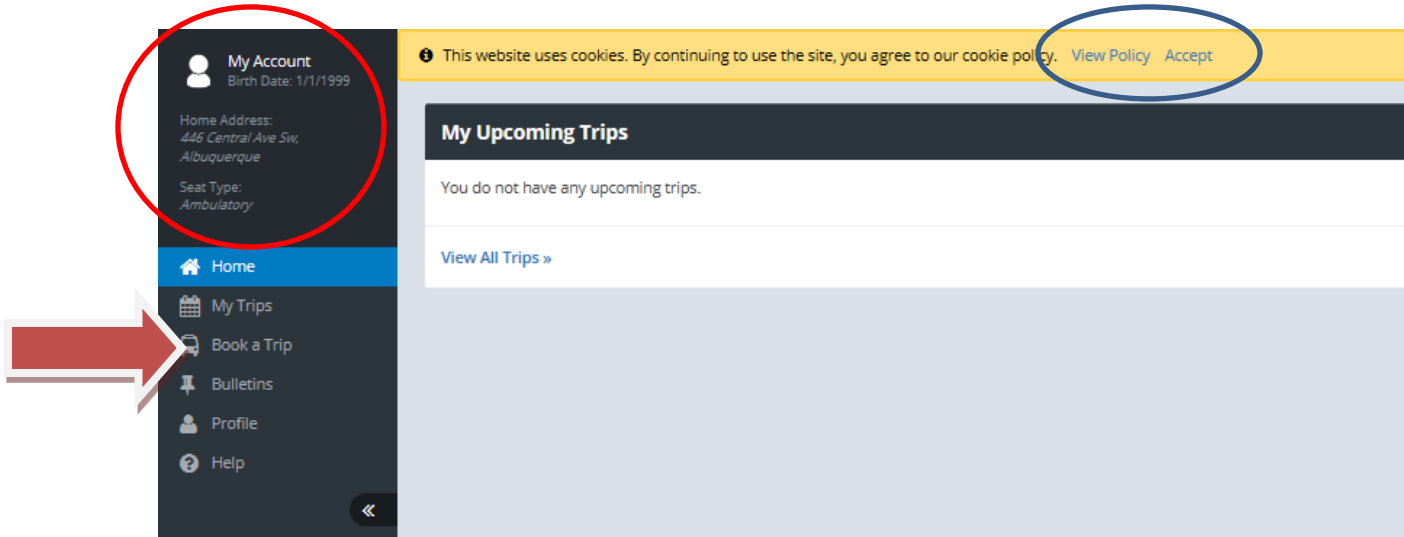 My Account
Birth Date: 1/1/1999
Home Address:
446 Central Ave Sw,
Albuquerque
Seat Type:
Ambulatory
Home
My Trips
Book a Trip
Bulletins
Profile
Help
This website uses cookies. By continuing to use the site, you agree to our cookie policy. View Policy Accept
My Upcoming Trips
You do not have any upcoming trips.
View All Trips »